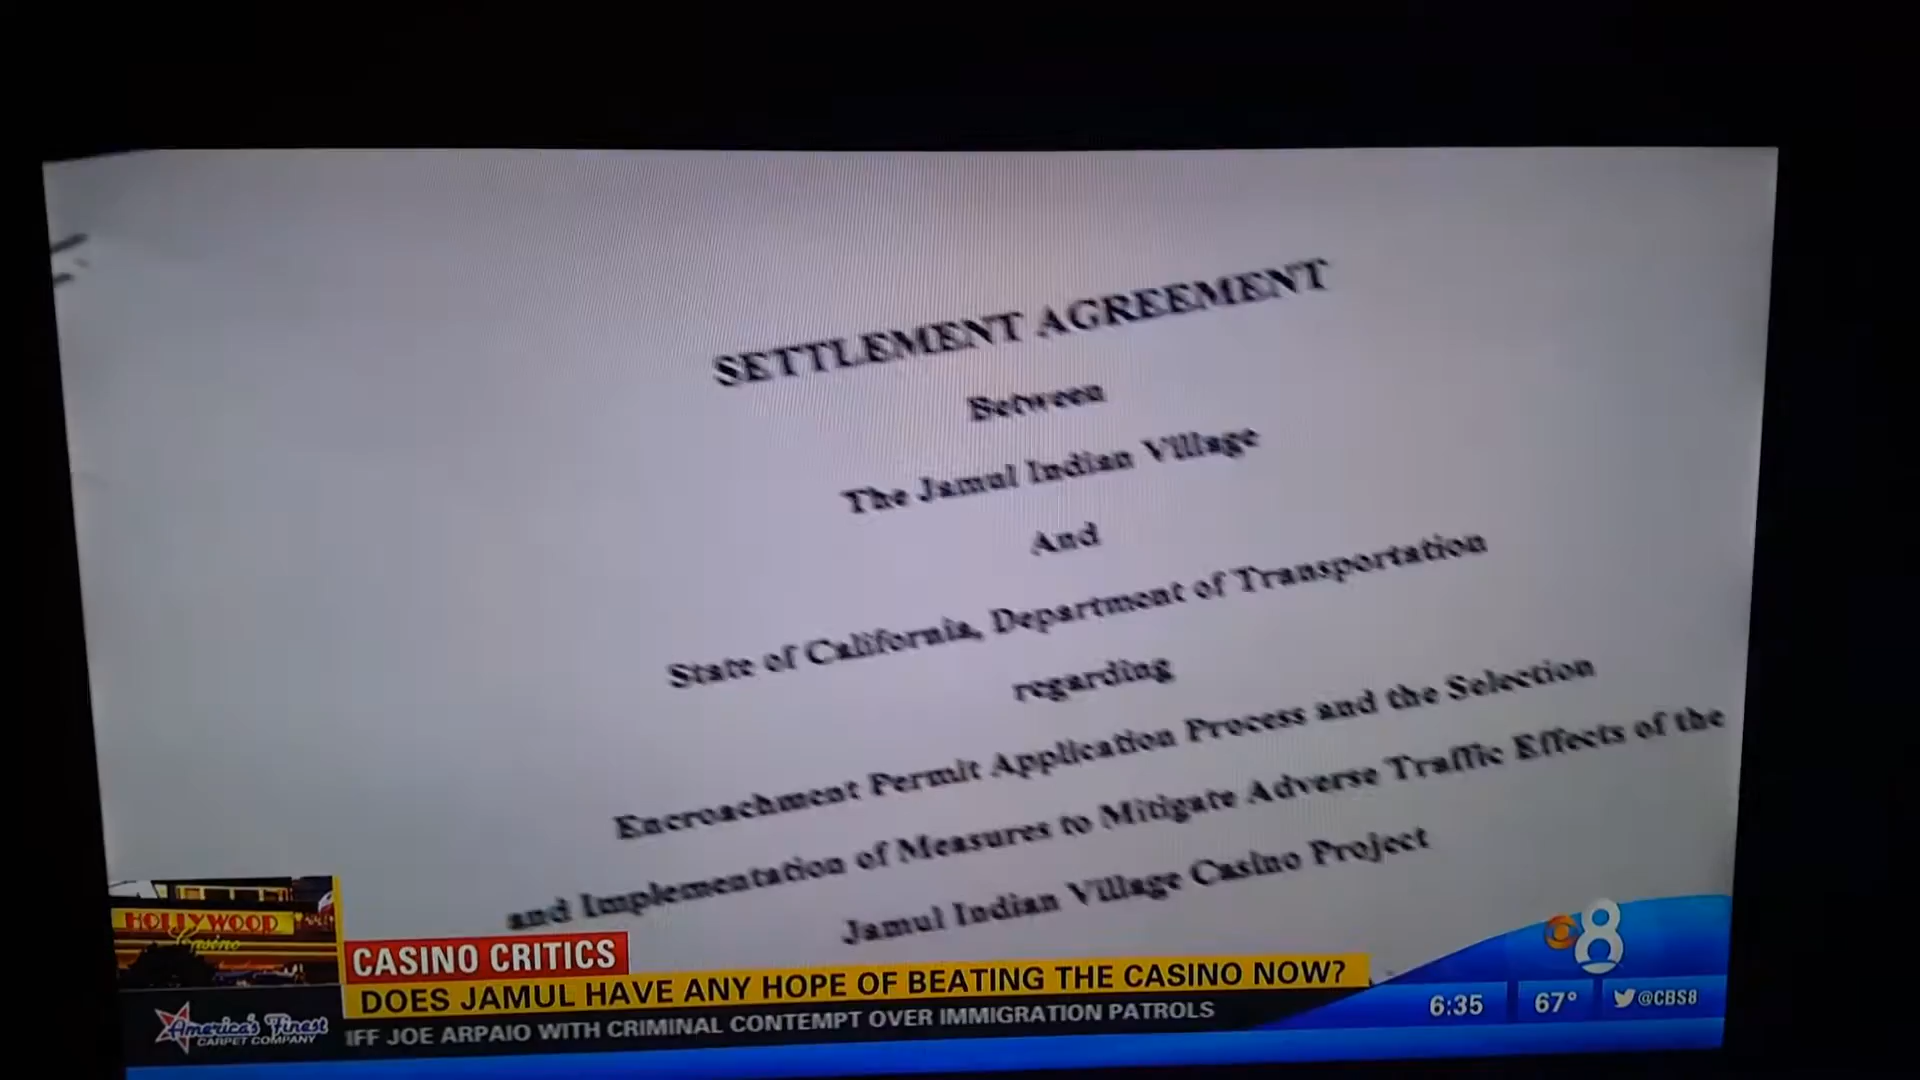 SETTLEMENT AGREEMENT
Between
The Jamul Indian Village
And
State of California, Department of Transportation
regarding
Encroachment Permit Application Process and the Selection
and Implementation of Measures to Mitigate Adverse Traffic Effects of the
Jamul Indian Village Casino Project
HOLLYWOOD
Casino
CASINO CRITICS
DOES JAMUL HAVE ANY HOPE OF BEATING THE CASINO NOW?
America's Finest
CARPET COMPANY
IFF JOE ARPAIO WITH CRIMINAL CONTEMPT OVER IMMIGRATION PATROLS
8
6:35
67°
@CBS8